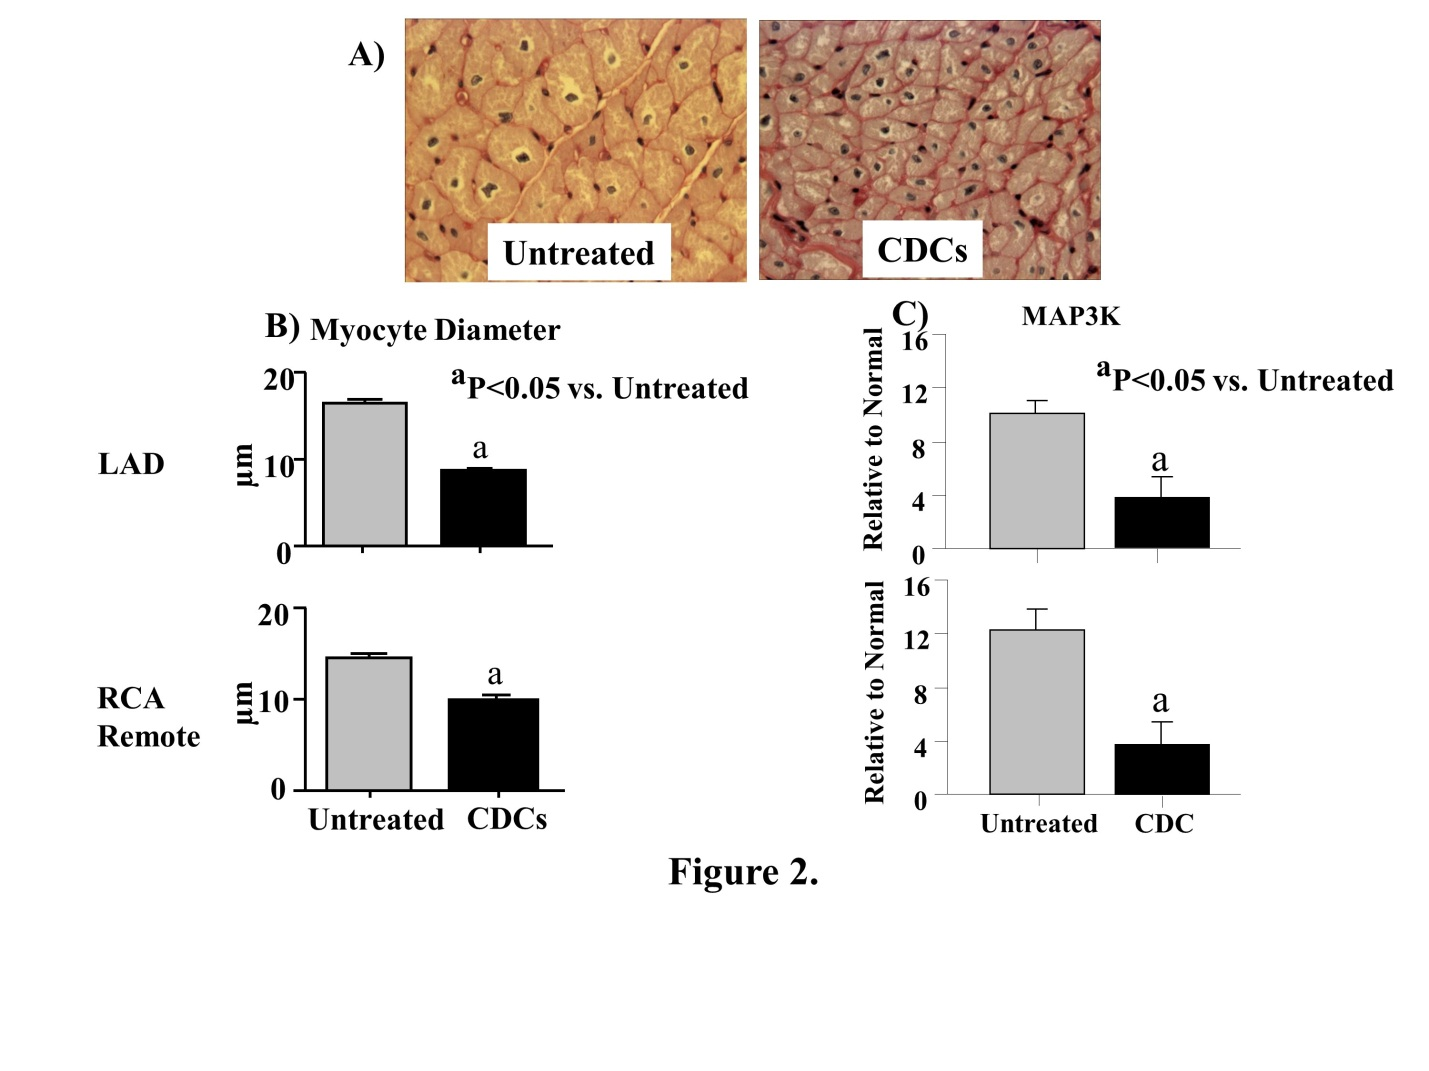 A)
Untreated
CDCs
B) Myocyte Diameter
aP<0.05 vs. Untreated
LAD
µm
20
10
0
a
RCA
Remote
µm
20
10
0
a
Untreated CDCs
C)
MAP3K
aP<0.05 vs. Untreated
Relative to Normal
16
12
8
4
0
a
Relative to Normal
16
12
8
4
0
a
Untreated CDC
Figure 2.